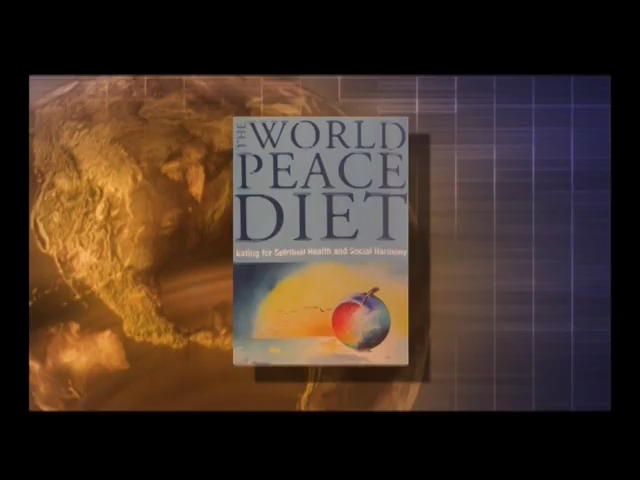 THE WORLD
PEACE
DIET
Eating for Spiritual Health and Social Harmony